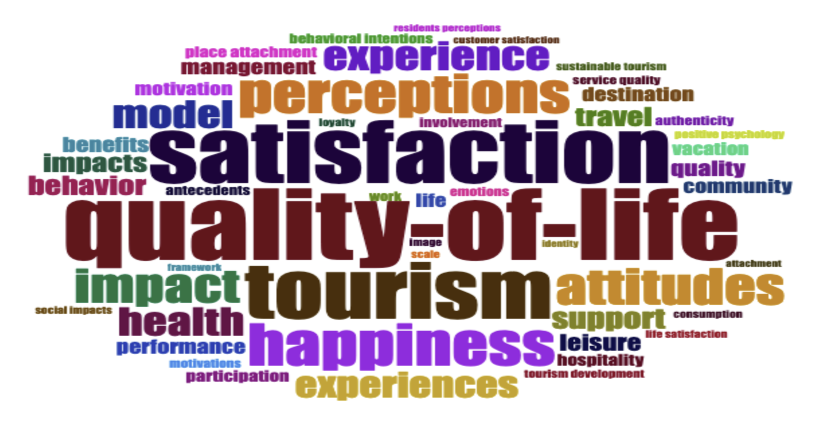 residents perceptions
behavioral intentions
customer satisfaction
place attachment
experience
management
sustainable tourism
service quality
motivation
perceptions
destination
model
travel
loyalty
involvement
authenticity
positive psychology
benefits
satisfaction
vacation
impacts
quality
behavior
antecedents
community
work
life
emotions
quality-of-life
image
identity
scale
framework
attachment
impact
tourism
attitudes
social impacts
health
support
consumption
performance
happiness
leisure
life satisfaction
motivations
hospitality
participation
experiences
tourism development